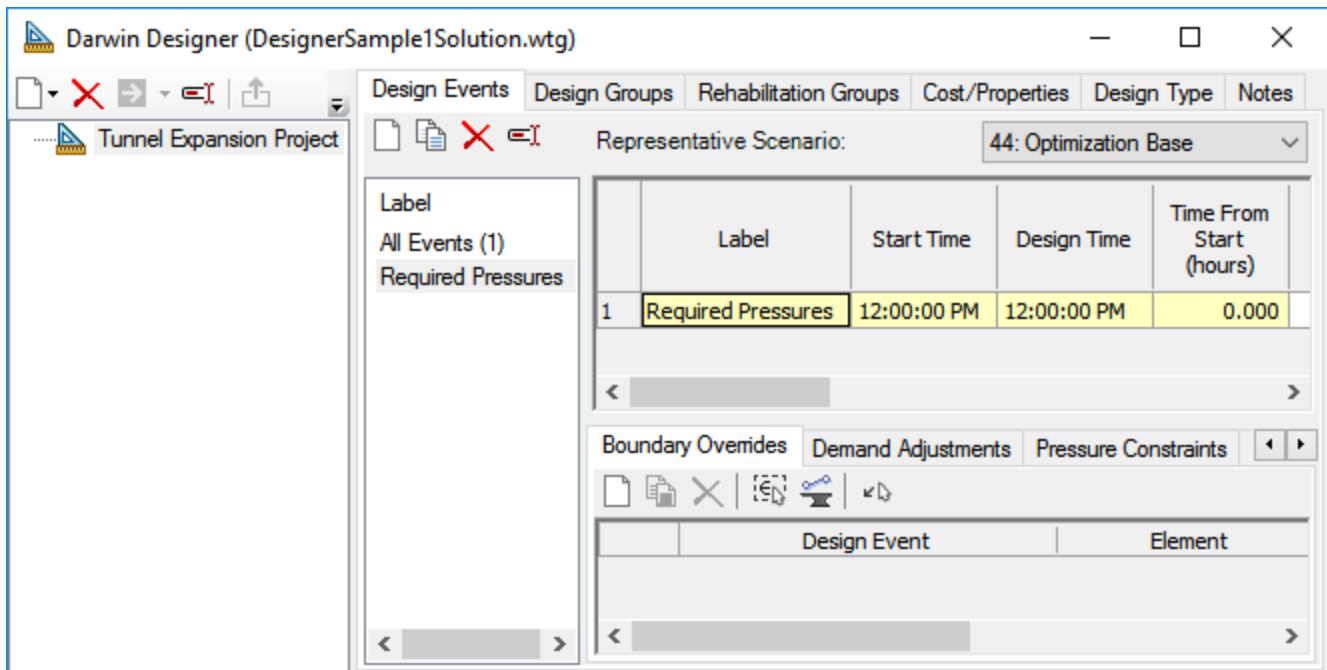 Darwin Designer (DesignerSample1Solution.wtg)
Design Events Design Groups Rehabilitation Groups Cost/Properties Design Type Notes
Tunnel Expansion Project
Representative Scenario: 44: Optimization Base
Label
All Events (1)
Required Pressures
Label Start Time Design Time Time From Start (hours)
1 Required Pressures 12:00:00 PM 12:00:00 PM 0.000
Boundary Overrides Demand Adjustments Pressure Constraints
Design Event Element